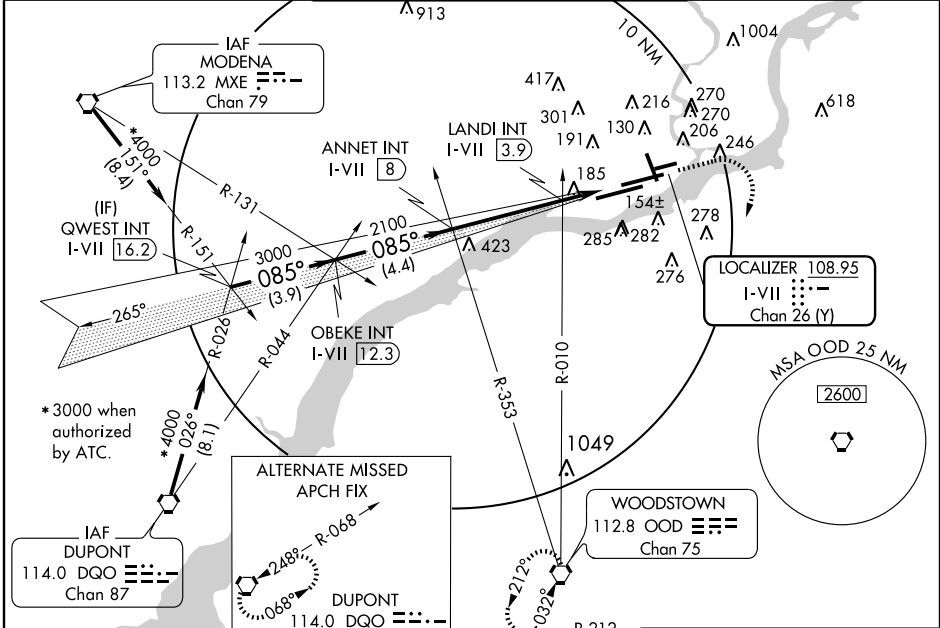 913
1004
10 NM
IAF
MODENA
113.2 MXE
Chan 79
417
301
191
216
130
270
270
206
246
618
*4000
151°
(8.4)
R-131
ANNET INT
I-VII 8
LANDI INT
I-VII 3.9
185
(IF)
QWEST INT
I-VII 16.2
R-151
3000
085°
(3.9)
2100
085°
(4.4)
423
154±
285
282
278
276
265°
R-026
R-044
OBEKE INT
I-VII 12.3
LOCALIZER 108.95
I-VII
Chan 26 (Y)
R-353
R-010
MSA OOD 25 NM
2600
*3000 when
authorized
by ATC.
*4000
026°
(8.1)
1049
ALTERNATE MISSED
APCH FIX
248°
R-068
068°
DUPONT
114.0 DQO
WOODSTOWN
112.8 OOD
Chan 75
IAF
DUPONT
114.0 DQO
Chan 87
212°
032°
R-212